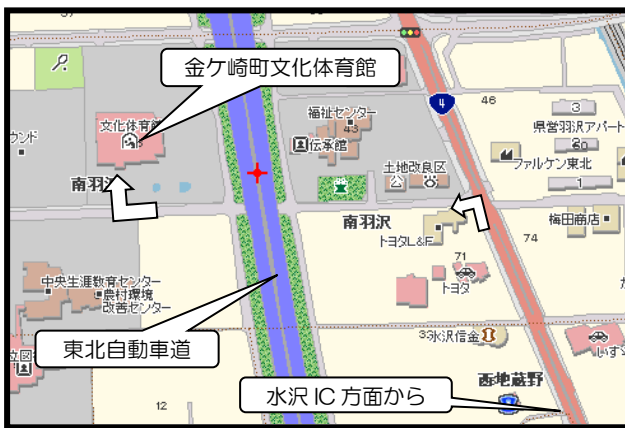 金ケ崎町文化体育館
4
46
福祉センター
43
伝承館
文化体育館
ウンド
3
県営羽沢アパート
ファルケン東北
1
土地改良区
南羽沢
南羽沢
梅田商店
74
トヨタL&F
71
トヨタ
中央生涯教育センター
農村環境
改善センター
東北自動車道
水沢信金
立図
いすゞ
西地蔵野
水沢 IC 方面から
12